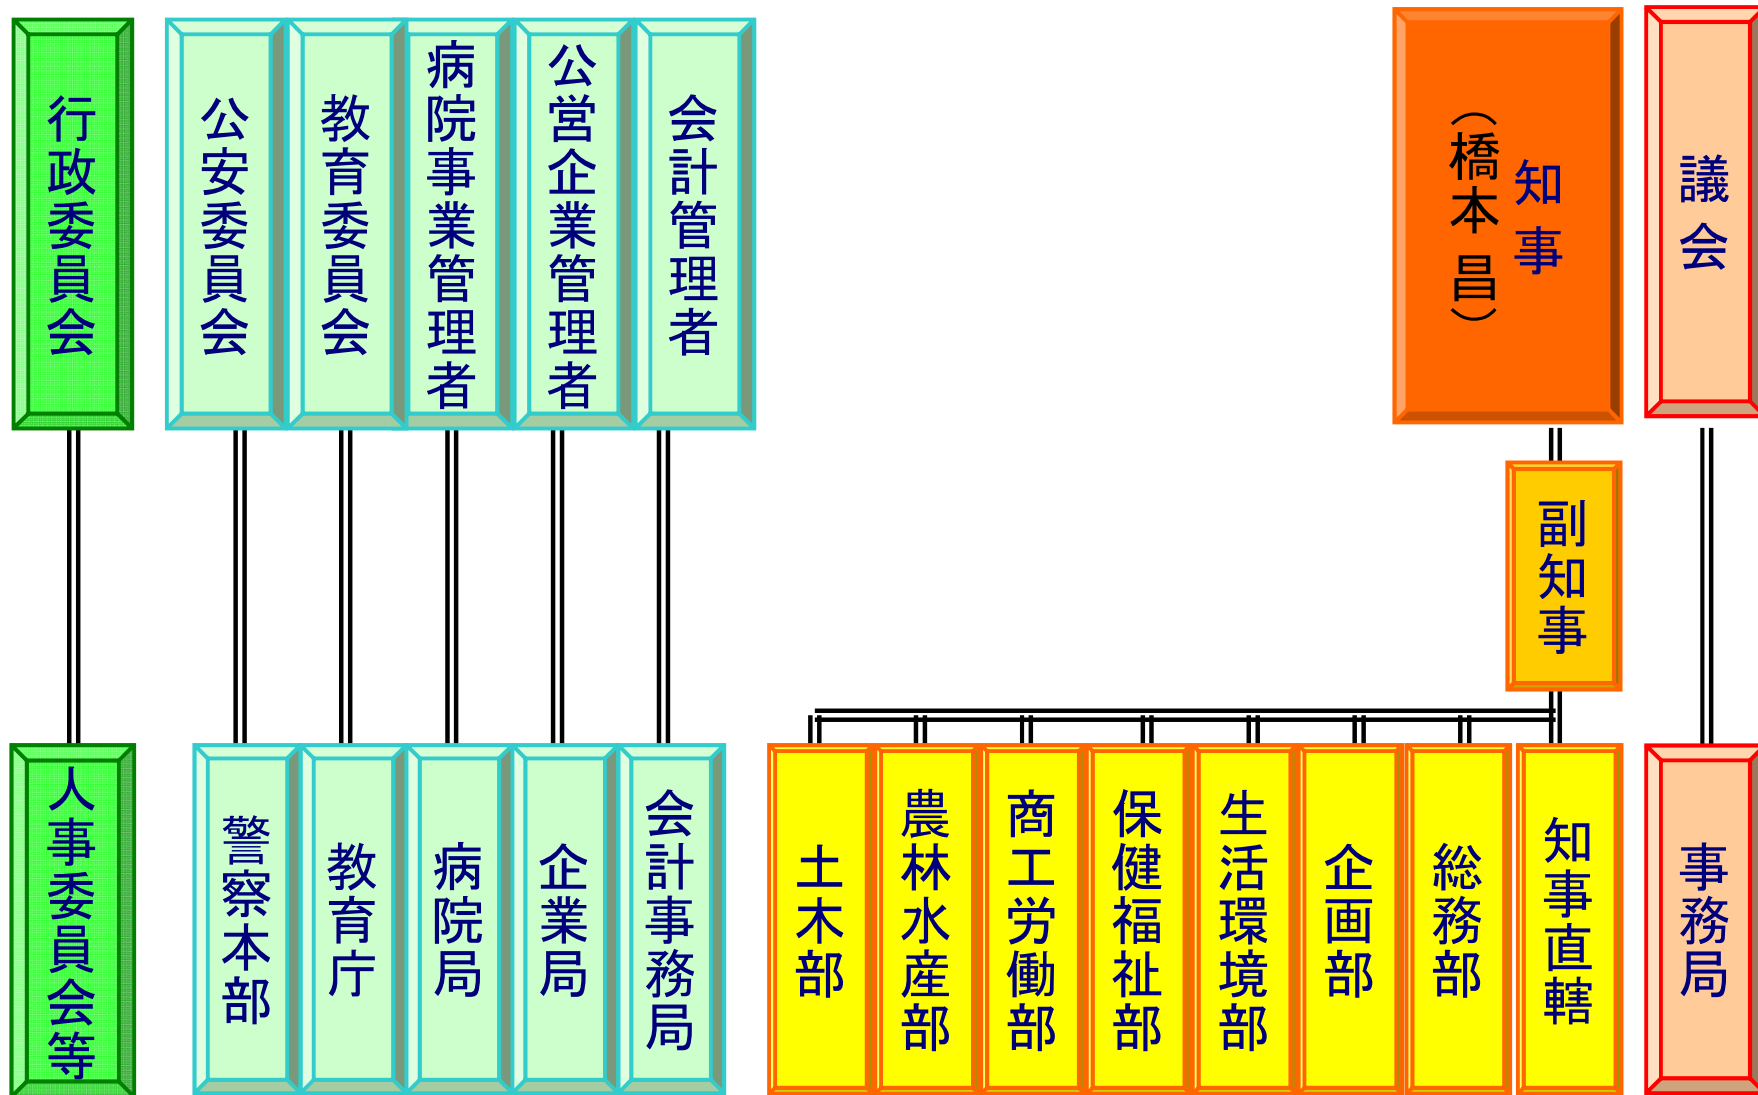 議会
知事
（橋本 昌）
会計管理者
公営企業管理者
病院事業管理者
教育委員会
公安委員会
行政委員会
副知事
事務局
知事直轄
総務部
企画部
生活環境部
保健福祉部
商工労働部
農林水産部
土木部
会計事務局
企業局
病院局
教育庁
警察本部
人事委員会等